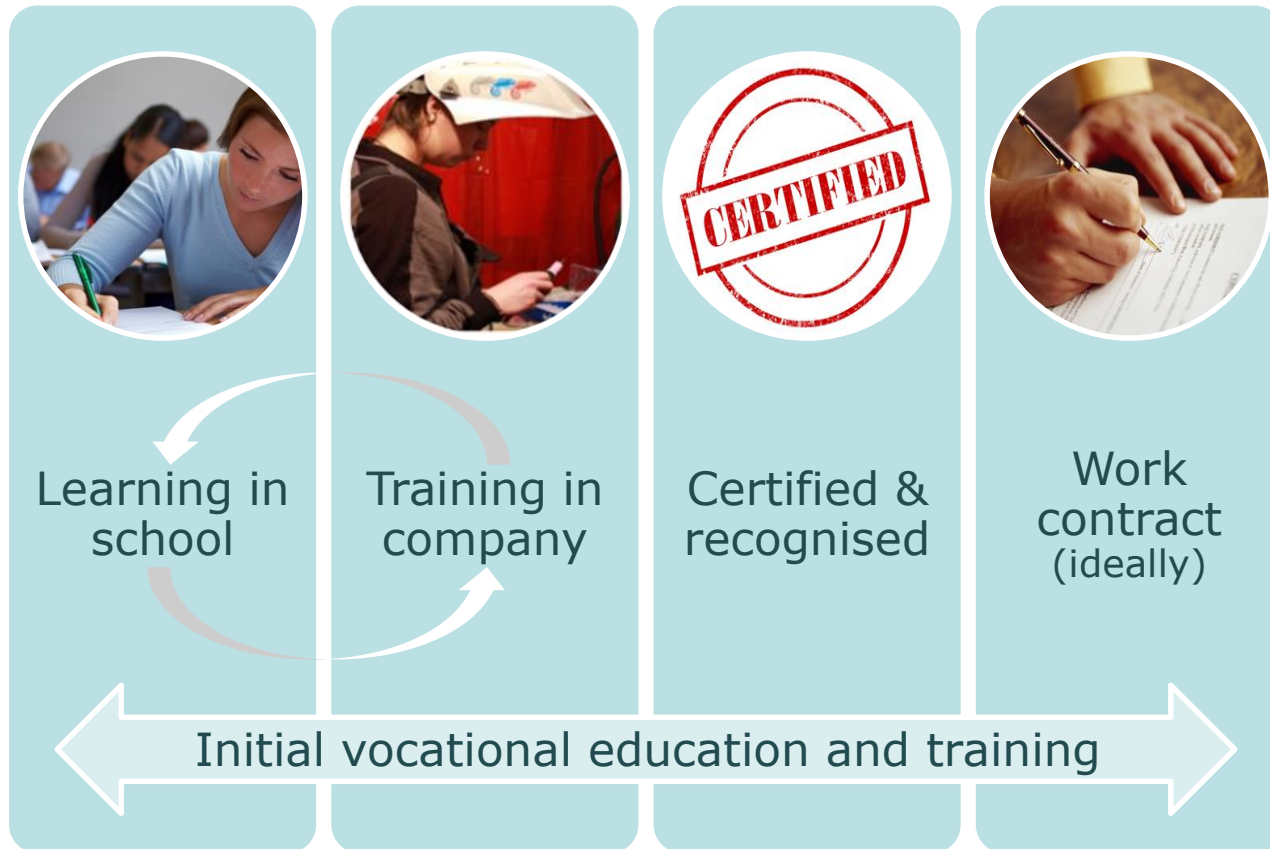 CERTIFIED
Learning in
school
Training in
company
Certified &
recognised
Work
contract
(ideally)
Initial vocational education and training